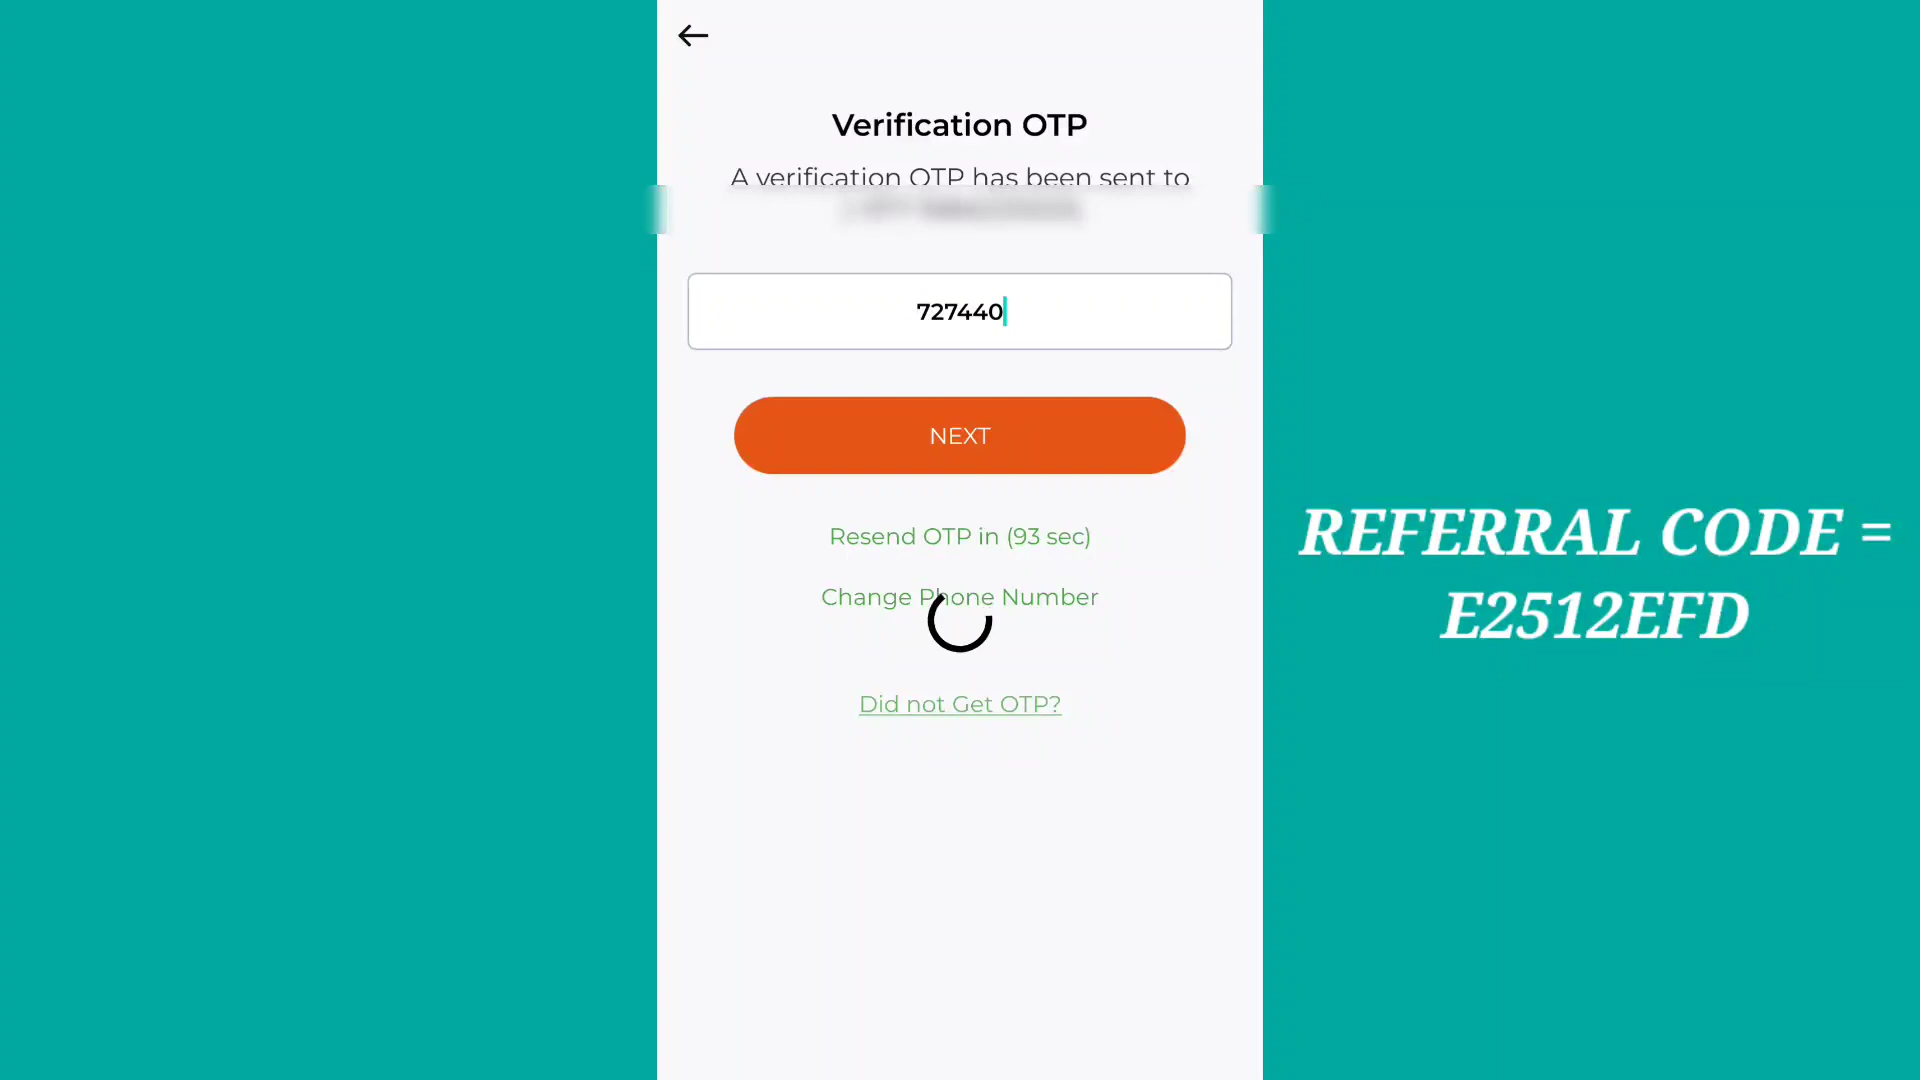 Verification OTP
A verification OTP has been sent to
727440
NEXT
Resend OTP in (93 sec)
Change Phone Number
Did not Get OTP?
REFERRAL CODE =
E2512EFD